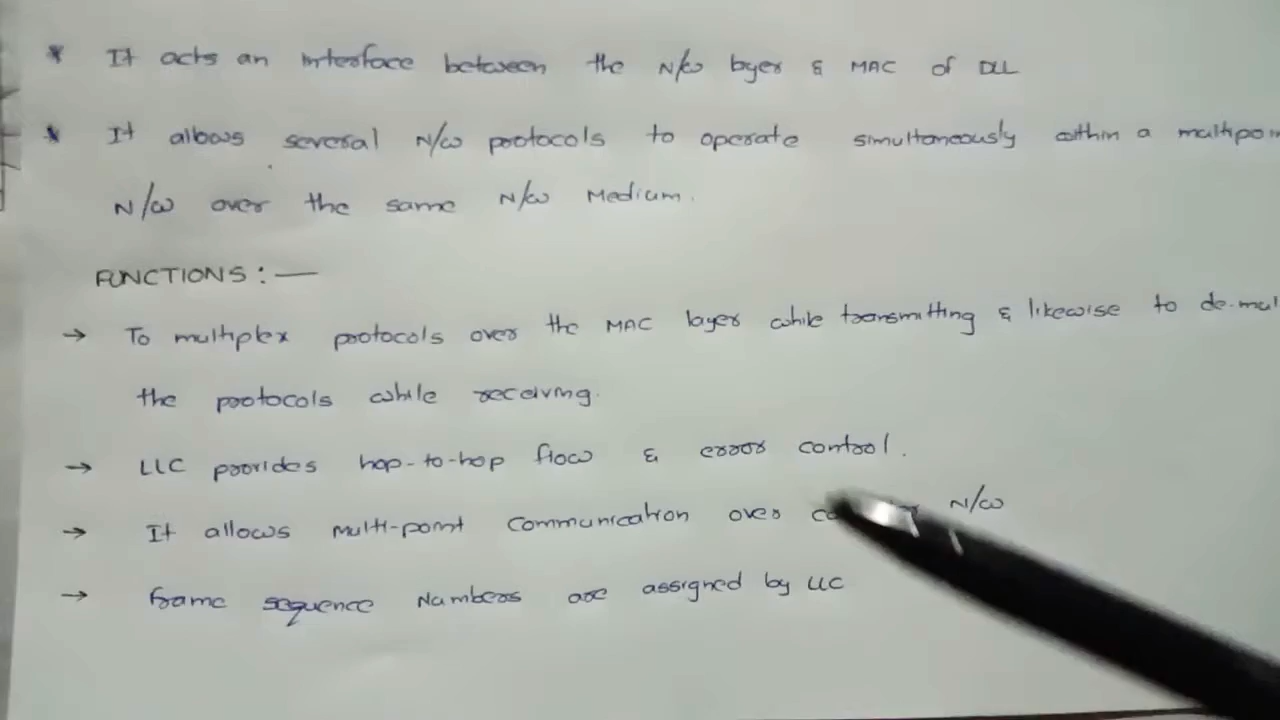 * It acts an interface between the N/W layer & MAC of DLL
* It allows several N/W protocols to operate simultaneously within a multipoin
N/W over the same N/W Medium.
FUNCTIONS :—
→ To multiplex protocols over the MAC layer while transmitting & likewise to de-mul
the protocols while receiving.
→ LLC provides hop-to-hop flow & error control.
→ It allows multi-point communication over N/W
→ frame sequence Numbers are assigned by LLC